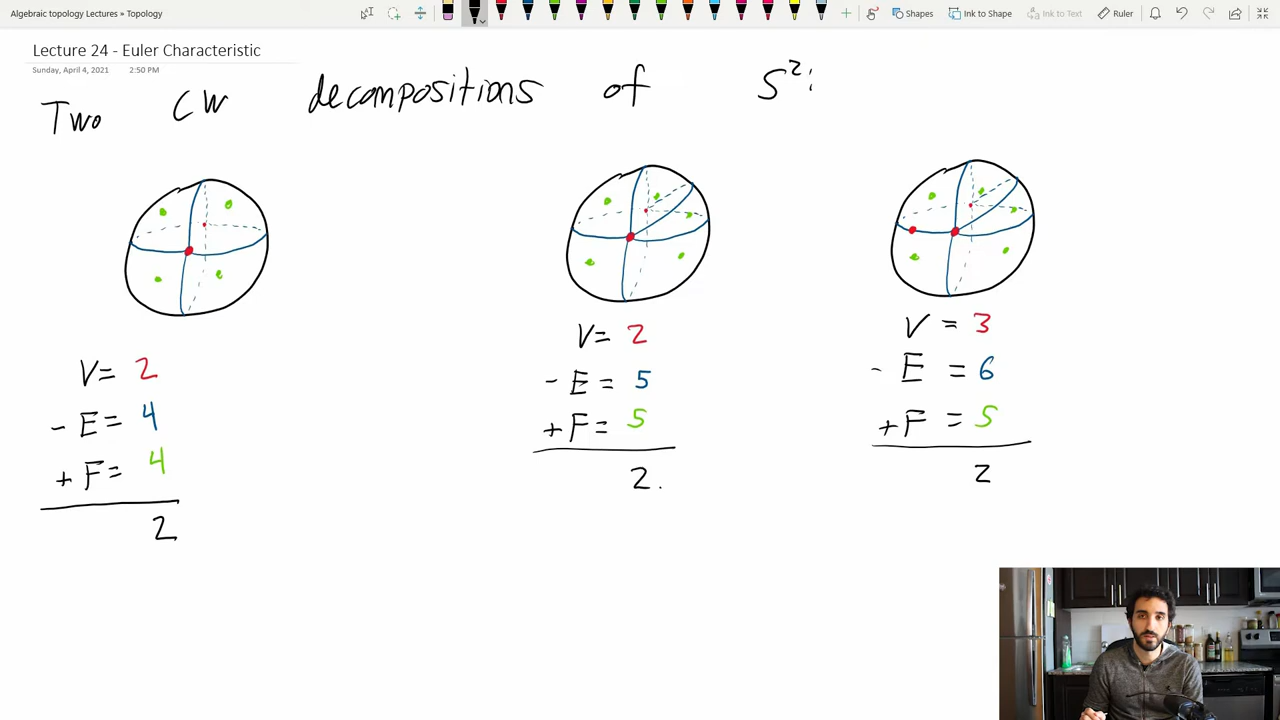 Algebraic topology Lectures » Topology
Shapes
Ink to Shape
Ink to Text
Ruler
Lecture 24 - Euler Characteristic
Sunday, April 4, 2021 2:50 PM
Two CW decompositions of S²:
V= 2
- E= 4
+ F= 4
2
V= 2
- E= 5
+ F= 5
2.
V = 3
- E = 6
+ F = 5
2